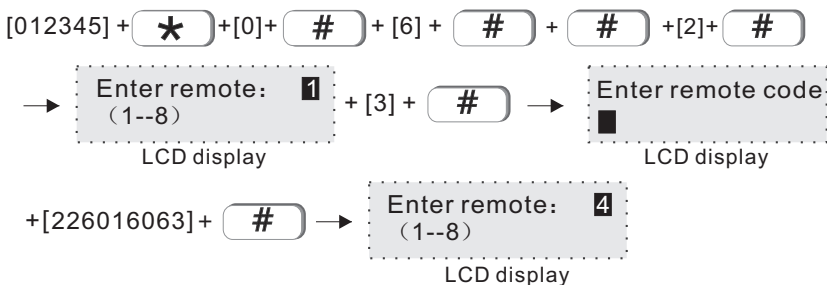 [012345] + * +[0]+ # + [6] + # + # +[2]+ #
→ Enter remote: 1 + [3] + # → Enter remote code
（1--8）
LCD display LCD display
+[226016063]+ # → Enter remote: 4
（1--8）
LCD display